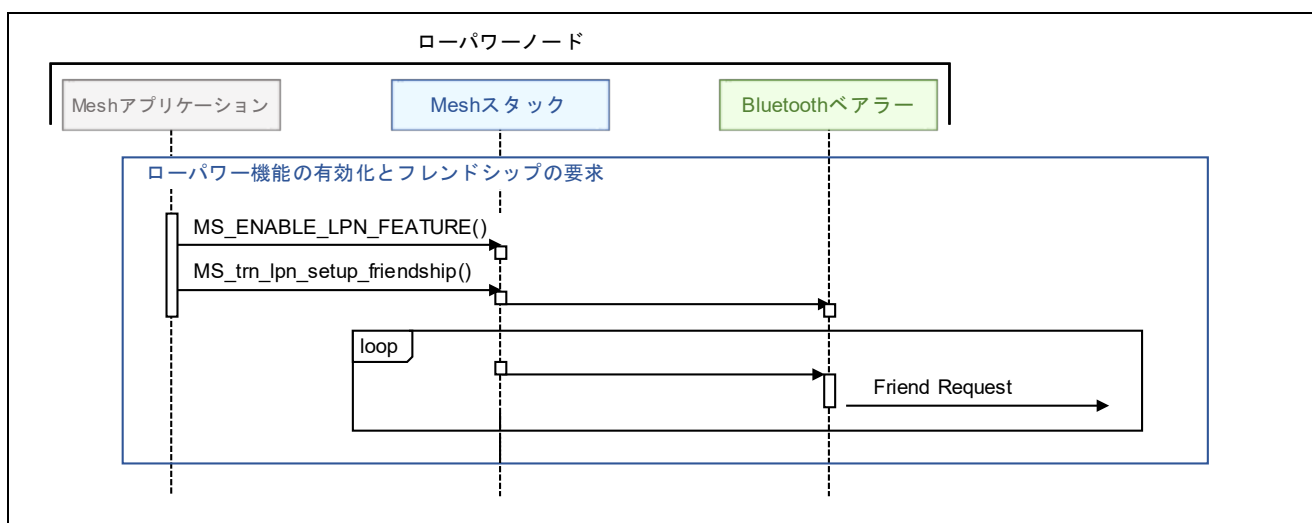 ローパワーノード
Meshアプリケーション
Meshスタック
Bluetoothベアラー
ローパワー機能の有効化とフレンドシップの要求
MS_ENABLE_LPN_FEATURE()
MS_trn_lpn_setup_friendship()
loop
Friend Request